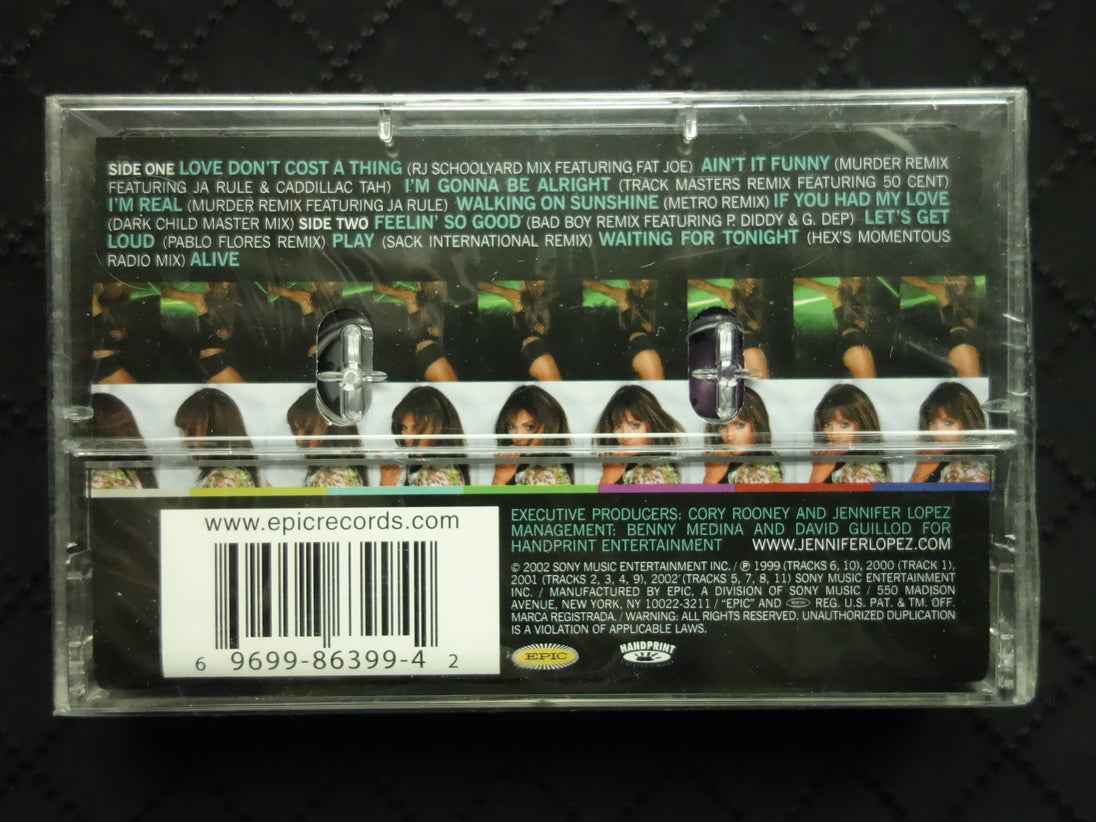 SIDE ONE LOVE DON'T COST A THING (RJ SCHOOLYARD MIX FEATURING FAT JOE) AIN'T IT FUNNY (MURDER REMIX
FEATURING JA RULE & CADDILLAC TAH) I'M GONNA BE ALRIGHT (TRACK MASTERS REMIX FEATURING 50 CENT)
I'M REAL (MURDER REMIX FEATURING JA RULE) WALKING ON SUNSHINE (METRO REMIX) IF YOU HAD MY LOVE
(DARK CHILD MASTER MIX) SIDE TWO FEELIN' SO GOOD (BAD BOY REMIX FEATURING P. DIDDY & G. DEP) LET'S GET
LOUD (PABLO FLORES REMIX) PLAY (SACK INTERNATIONAL REMIX) WAITING FOR TONIGHT (HEX'S MOMENTOUS
RADIO MIX) ALIVE
www.epicrecords.com
6 9699-86399-4 2
EXECUTIVE PRODUCERS: CORY ROONEY AND JENNIFER LOPEZ
MANAGEMENT: BENNY MEDINA AND DAVID GUILLOD FOR
HANDPRINT ENTERTAINMENT WWW.JENNIFERLOPEZ.COM
© 2002 SONY MUSIC ENTERTAINMENT INC. / ℗ 1999 (TRACKS 6, 10), 2000 (TRACK 1),
2001 (TRACKS 2, 3, 4, 9), 2002 (TRACKS 5, 7, 8, 11) SONY MUSIC ENTERTAINMENT
INC. / MANUFACTURED BY EPIC, A DIVISION OF SONY MUSIC / 550 MADISON
AVENUE, NEW YORK, NY 10022-3211 / "EPIC" AND REG. U.S. PAT. & TM. OFF.
MARCA REGISTRADA. / WARNING: ALL RIGHTS RESERVED. UNAUTHORIZED DUPLICATION
IS A VIOLATION OF APPLICABLE LAWS.
EPIC HANDPRINT